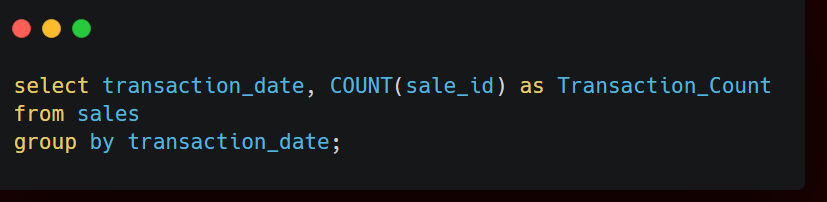 select transaction_date, COUNT(sale_id) as Transaction_Count
from sales
group by transaction_date;